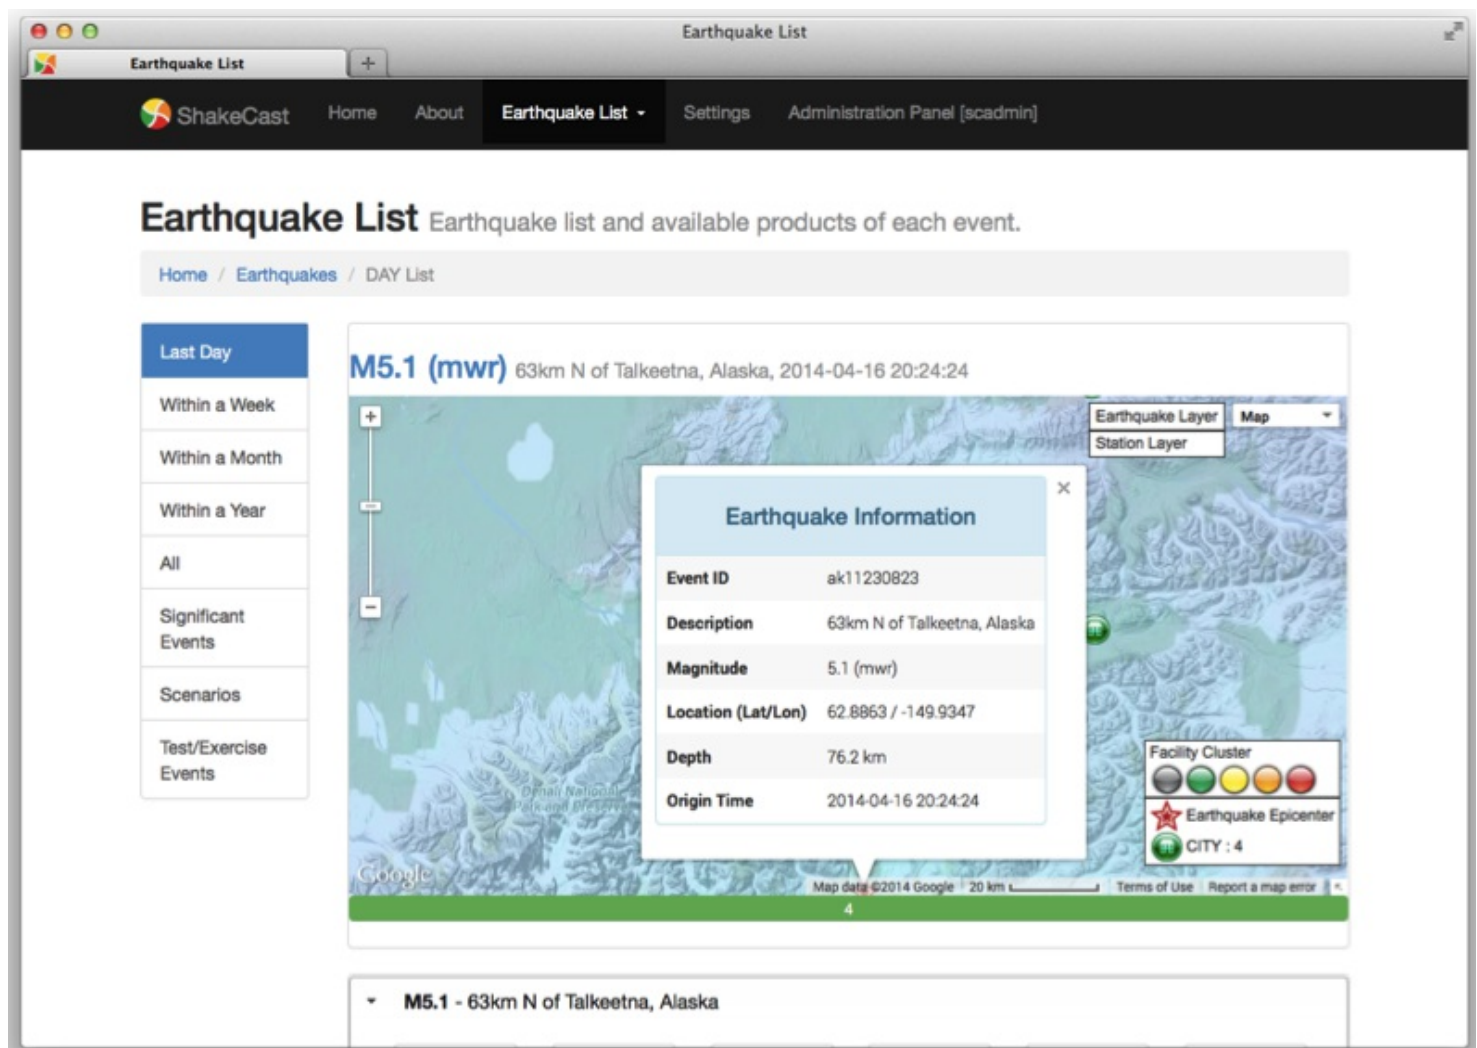 Earthquake List
Earthquake List
ShakeCast Home About Earthquake List Settings Administration Panel [scadmin]
Earthquake List Earthquake list and available products of each event.
Home / Earthquakes / DAY List
Last Day
Within a Week
Within a Month
Within a Year
All
Significant
Events
Scenarios
Test/Exercise
Events
M5.1 (mwr) 63km N of Talkeetna, Alaska, 2014-04-16 20:24:24
Earthquake Layer Map
Station Layer
Earthquake Information
Event ID ak11230823
Description 63km N of Talkeetna, Alaska
Magnitude 5.1 (mwr)
Location (Lat/Lon) 62.8863 / -149.9347
Depth 76.2 km
Origin Time 2014-04-16 20:24:24
Denali National
Park and Preserve
Facility Cluster
Earthquake Epicenter
CITY : 4
Google
Map data ©2014 Google 20 km Terms of Use Report a map error
4
M5.1 - 63km N of Talkeetna, Alaska